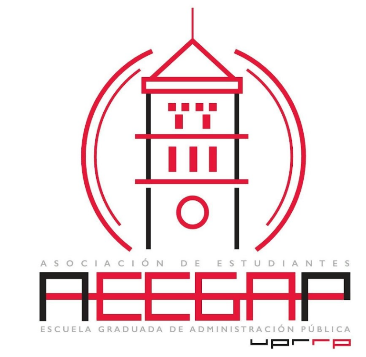 ASOCIACIÓN DE ESTUDIANTES
AEEGAP
ESCUELA GRADUADA DE ADMINISTRACIÓN PÚBLICA
uprrp